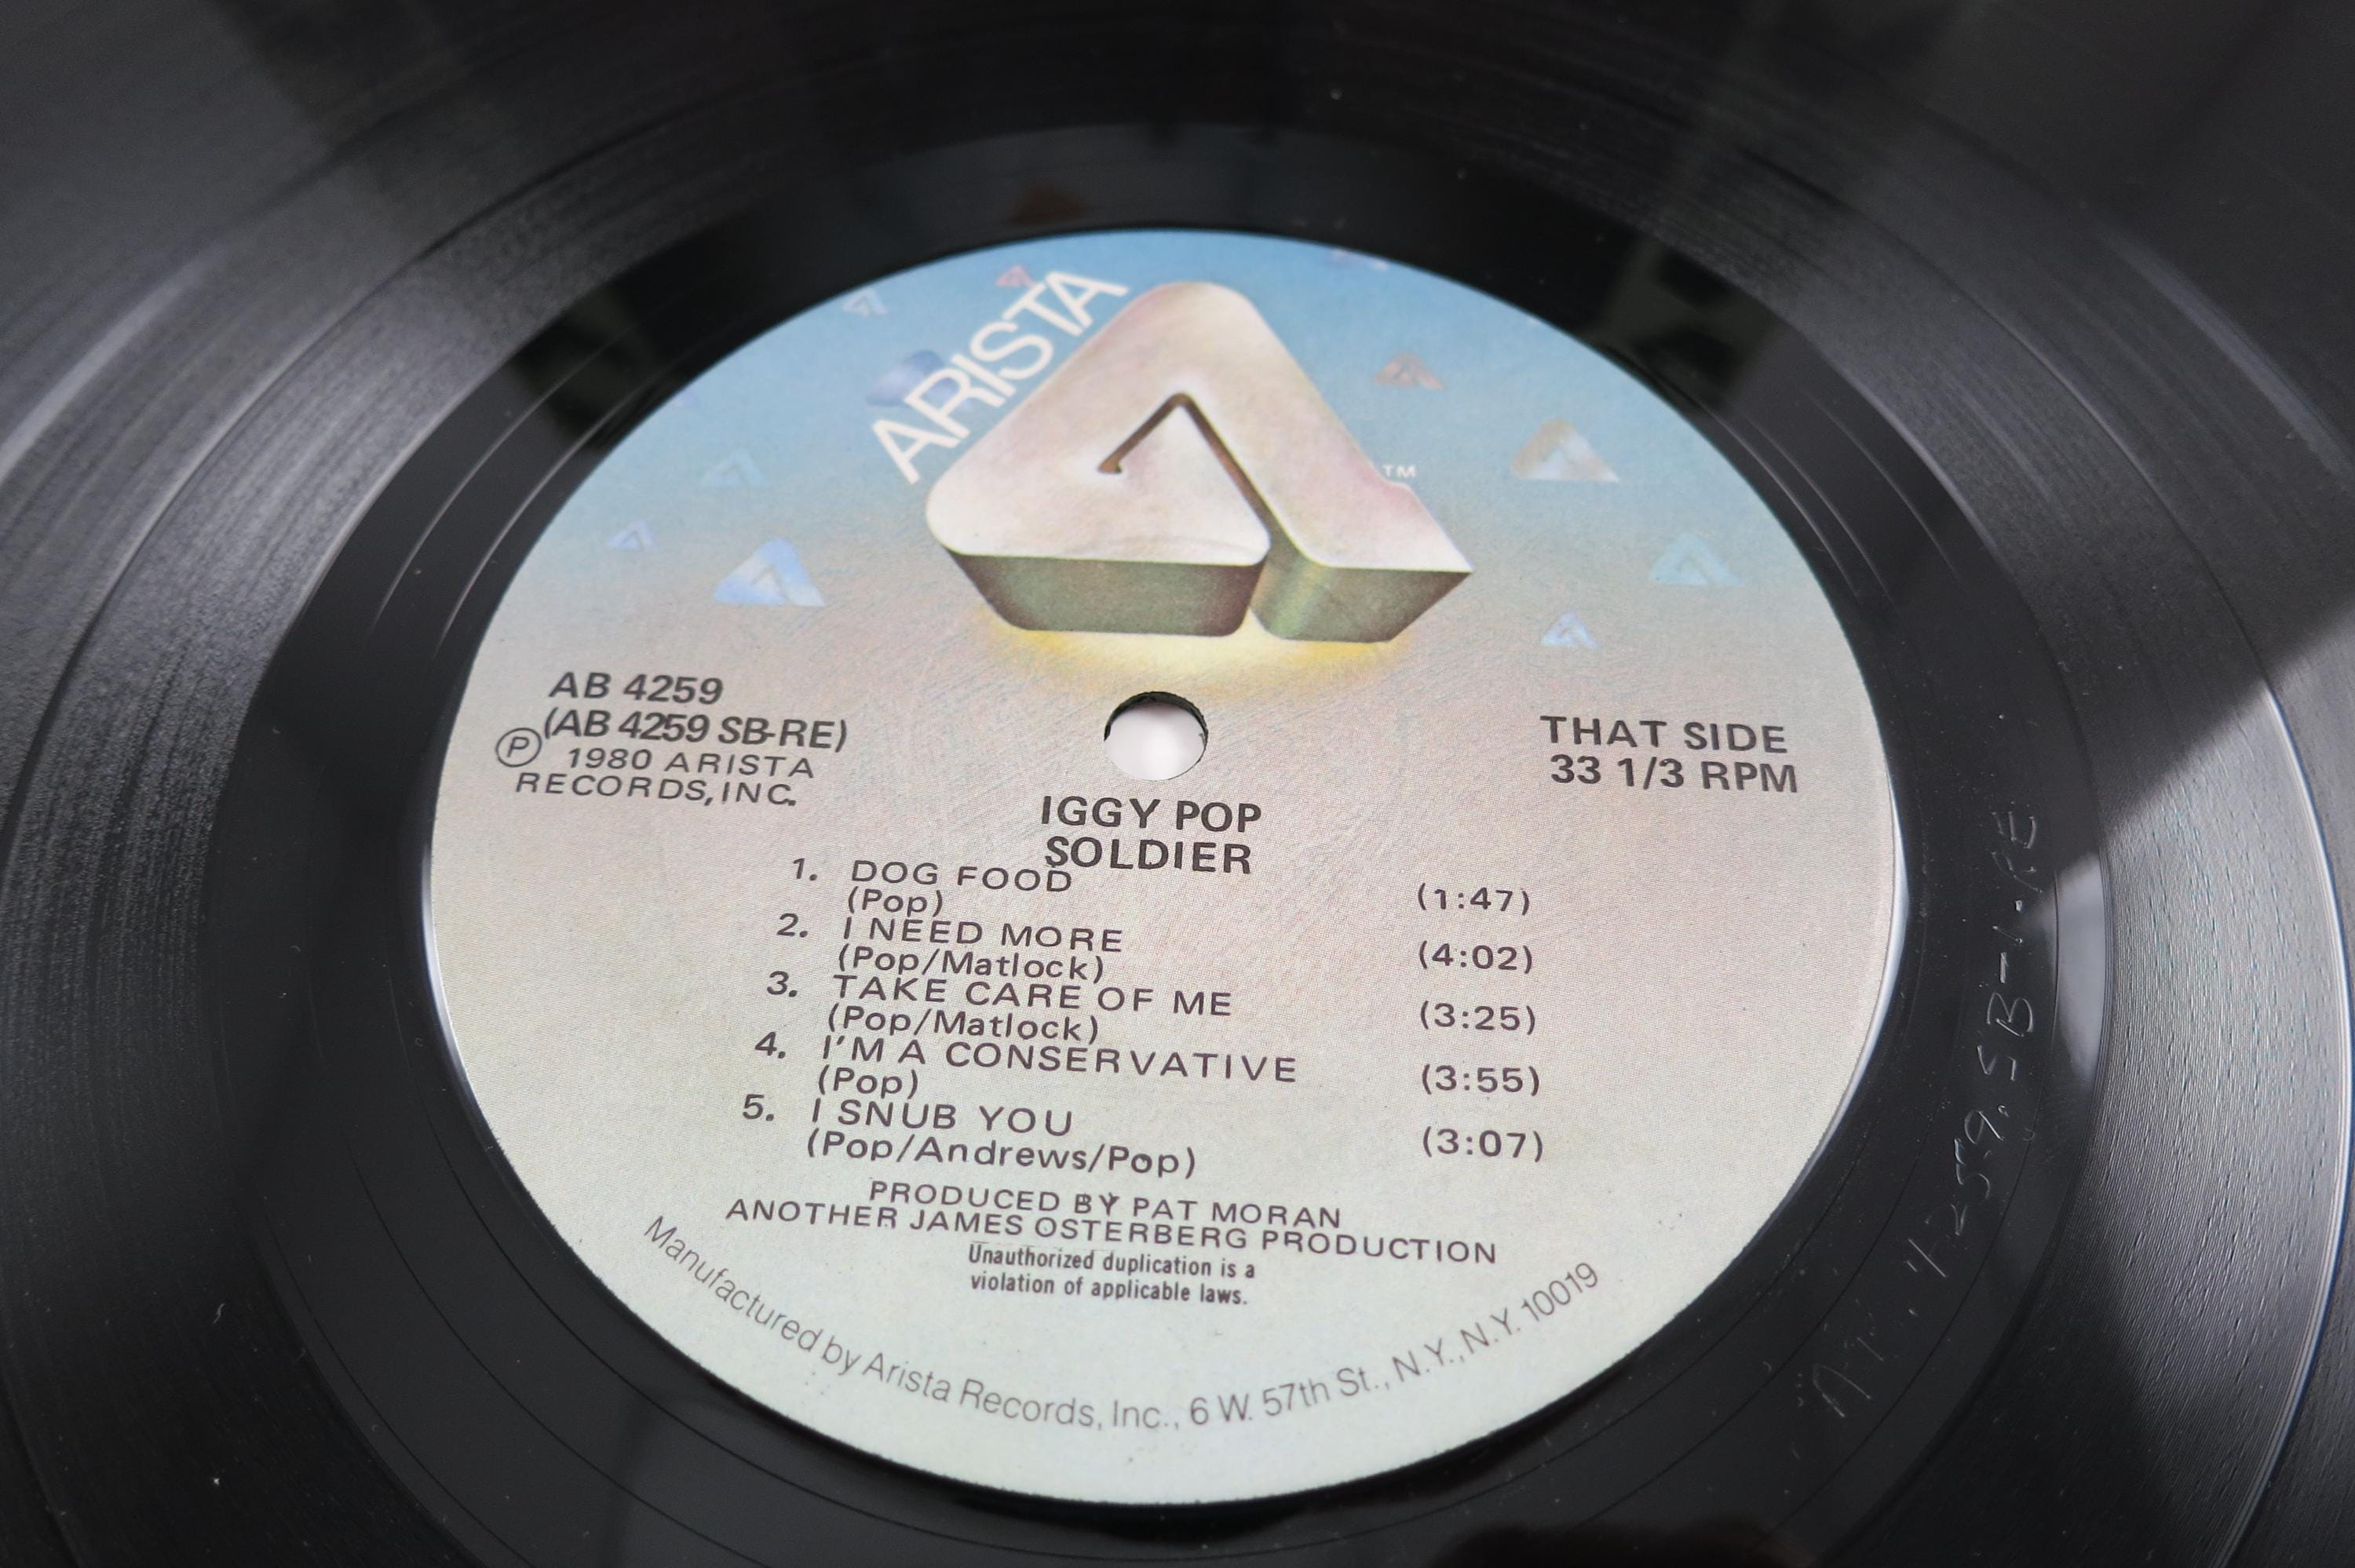 ARISTA
TM
AB 4259
(AB 4259 SB-RE)
Ⓟ 1980 ARISTA
RECORDS, INC.
THAT SIDE
33 1/3 RPM
IGGY POP
SOLDIER
1. DOG FOOD
(Pop) (1:47)
2. I NEED MORE
(Pop/Matlock) (4:02)
3. TAKE CARE OF ME
(Pop/Matlock) (3:25)
4. I'M A CONSERVATIVE
(Pop) (3:55)
5. I SNUB YOU
(Pop/Andrews/Pop) (3:07)
PRODUCED BY PAT MORAN
ANOTHER JAMES OSTERBERG PRODUCTION
Unauthorized duplication is a
violation of applicable laws.
Manufactured by Arista Records, Inc., 6 W. 57th St., N.Y., N.Y. 10019